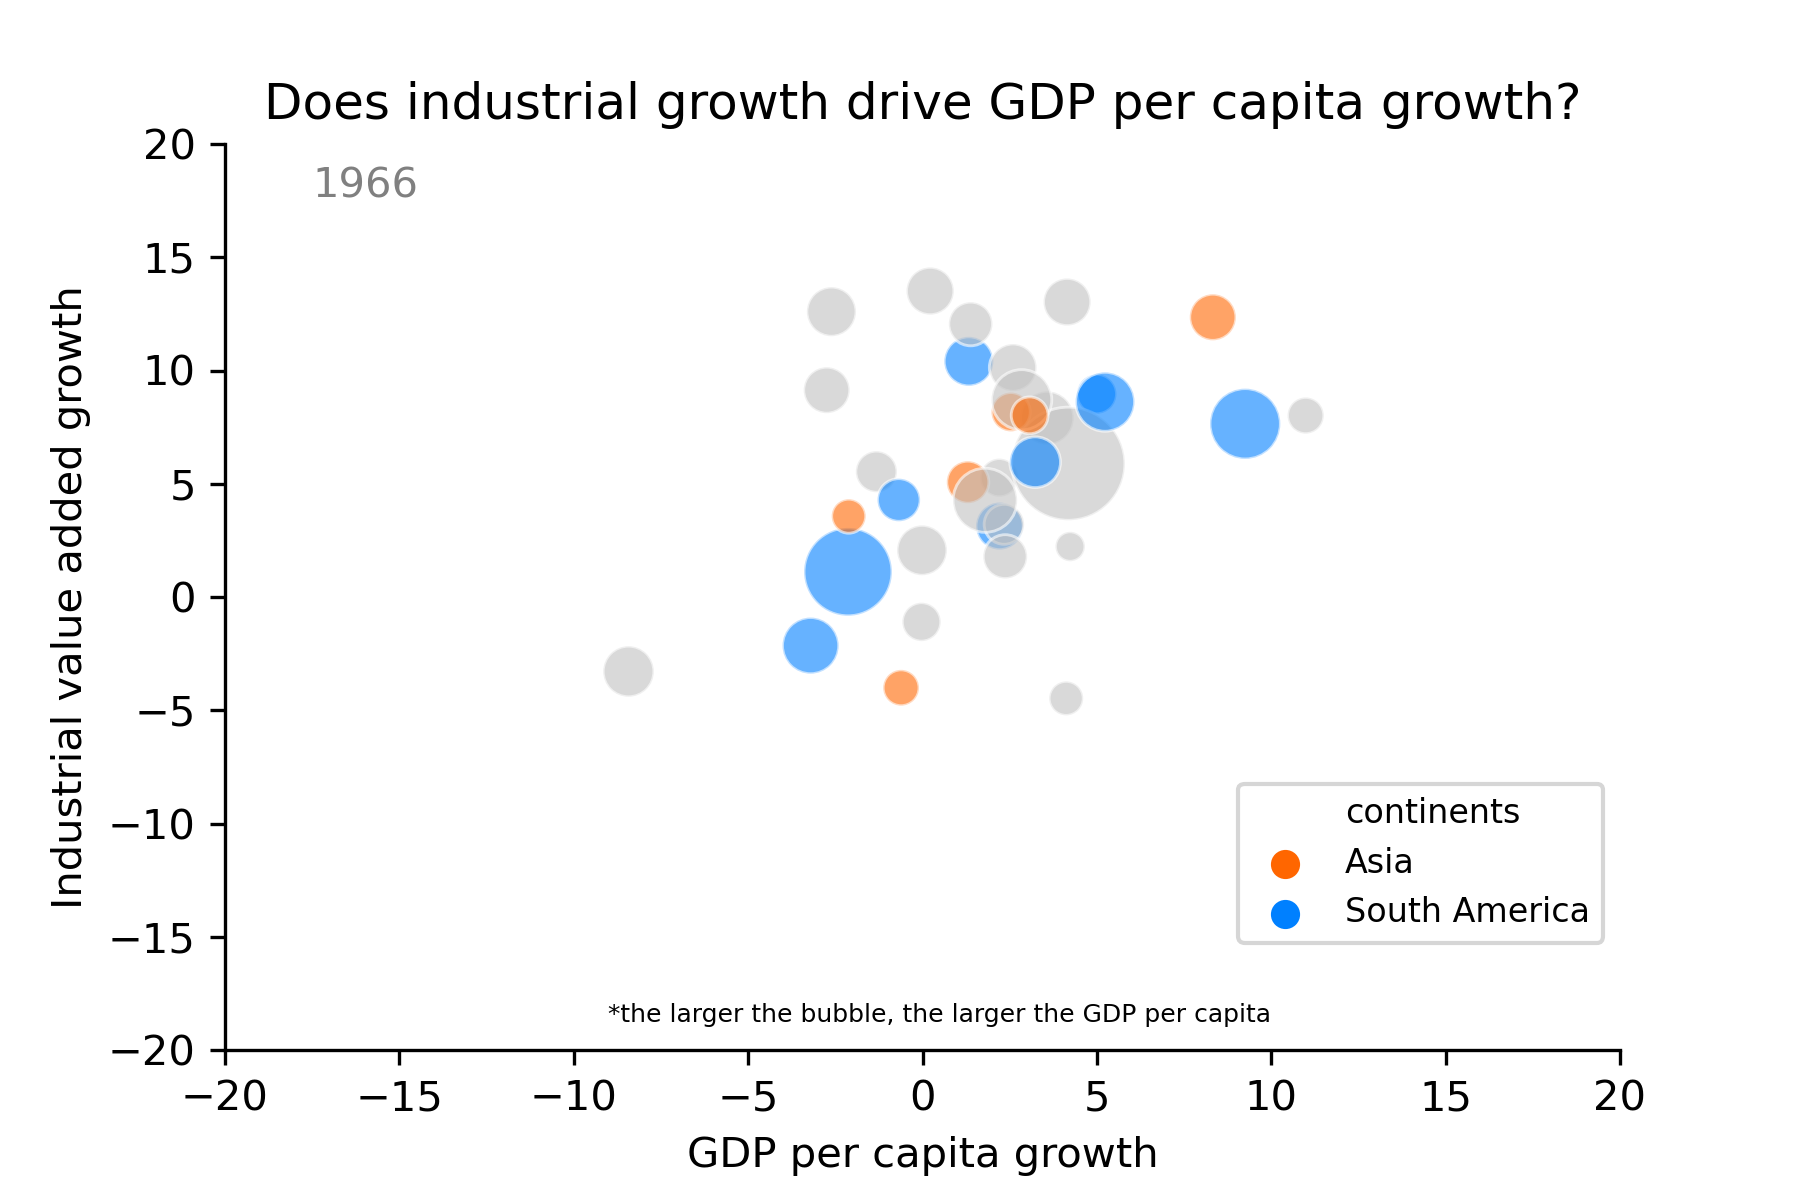 Does industrial growth drive GDP per capita growth?
1966
Industrial value added growth
20
15
10
5
0
−5
−10
−15
−20
continents
Asia
South America
*the larger the bubble, the larger the GDP per capita
−20 −15 −10 −5 0 5 10 15 20
GDP per capita growth